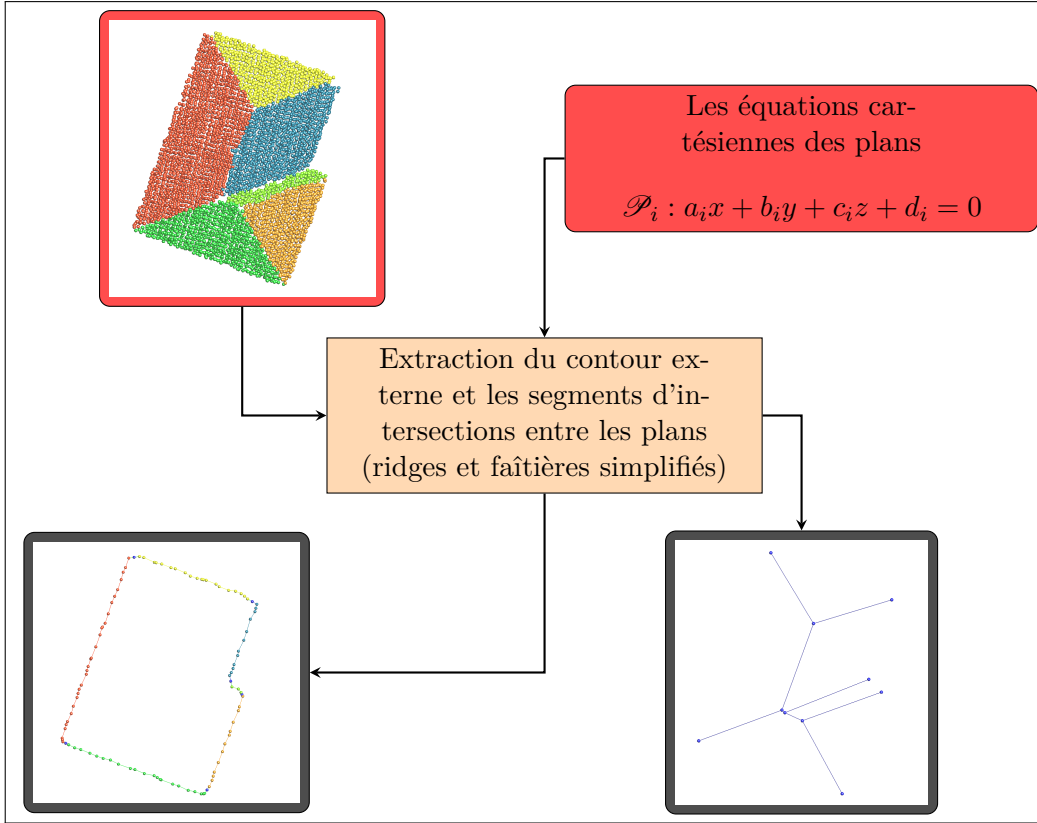 Les équations car-
tésiennes des plans
𝒫i : aix + biy + ciz + di = 0
Extraction du contour ex-
terne et les segments d'in-
tersections entre les plans
(ridges et faîtières simplifiés)